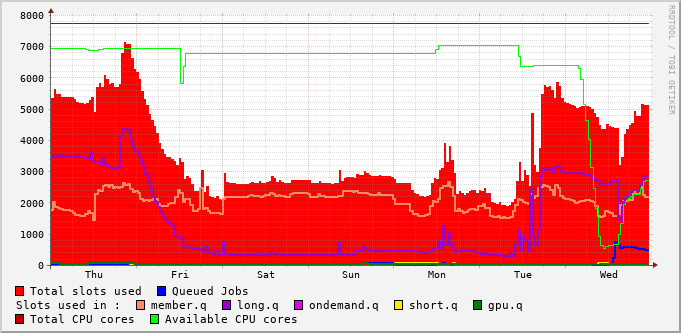 8000
7000
6000
5000
4000
3000
2000
1000
0
Thu Fri Sat Sun Mon Tue Wed
RRDTOOL / TOBI OETIKER
Total slots used Queued Jobs
Slots used in : member.q long.q ondemand.q short.q gpu.q
Total CPU cores Available CPU cores